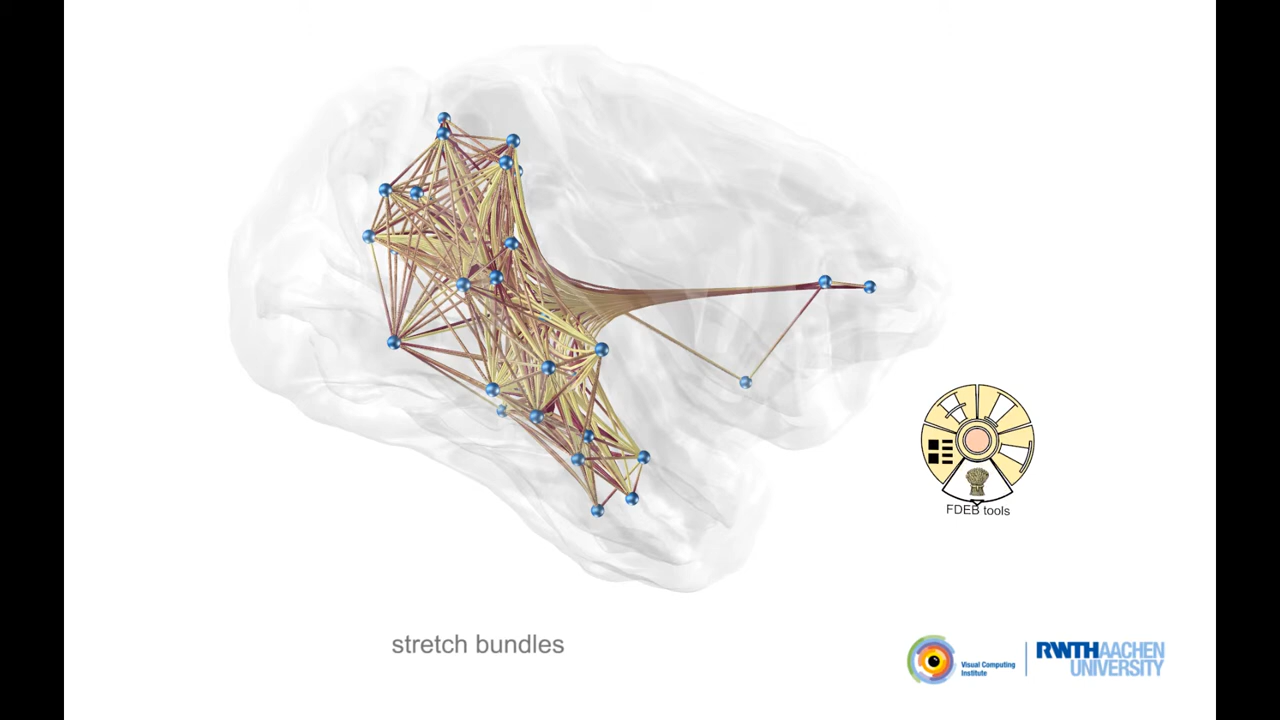 FDEB tools
stretch bundles
Visual Computing
Institute
RWTHAACHEN
UNIVERSITY